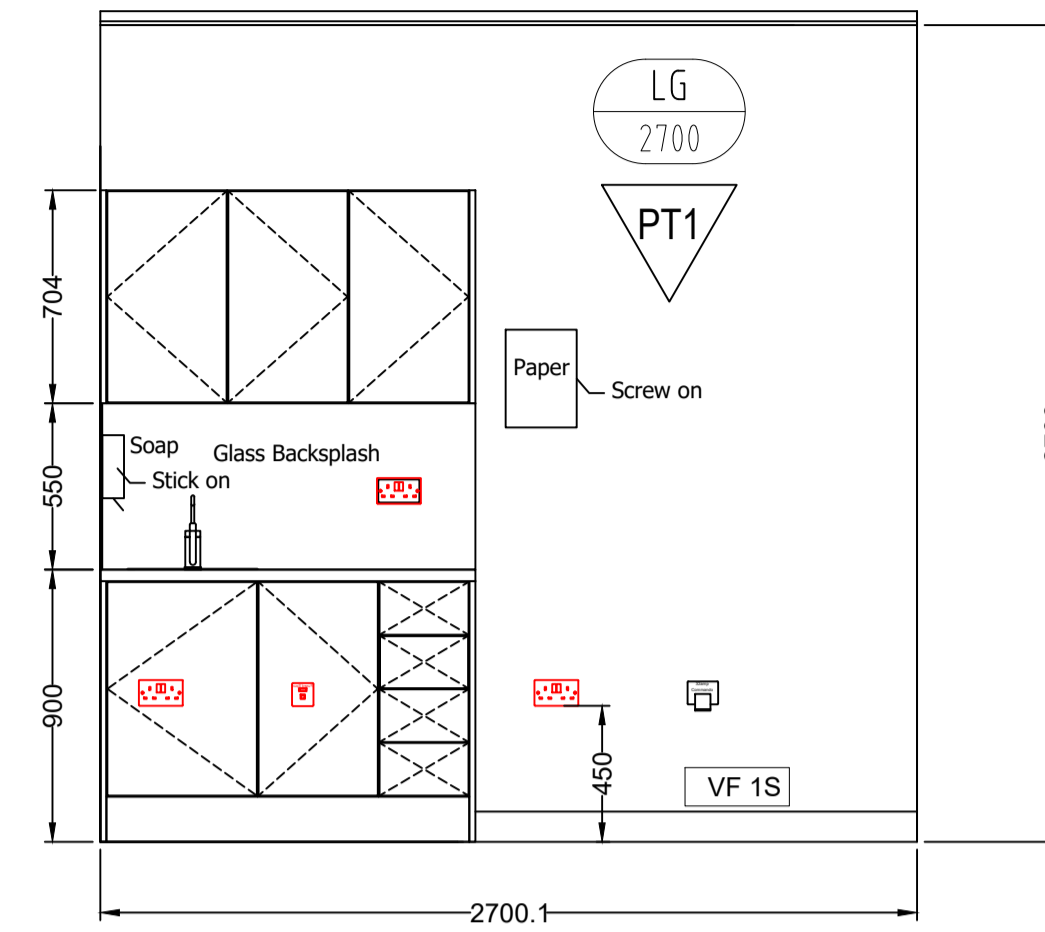 LG
2700
PT1
704
Paper
Screw on
Soap
Glass Backsplash
Stick on
550
900
Commando
450
VF 1S
2700.1